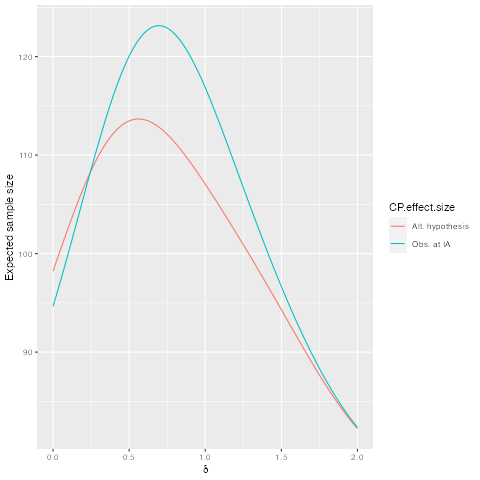 Expected sample size
120
110
100
90
0.0 0.5 1.0 1.5 2.0
δ
CP.effect.size
Alt. hypothesis
Obs. at IA